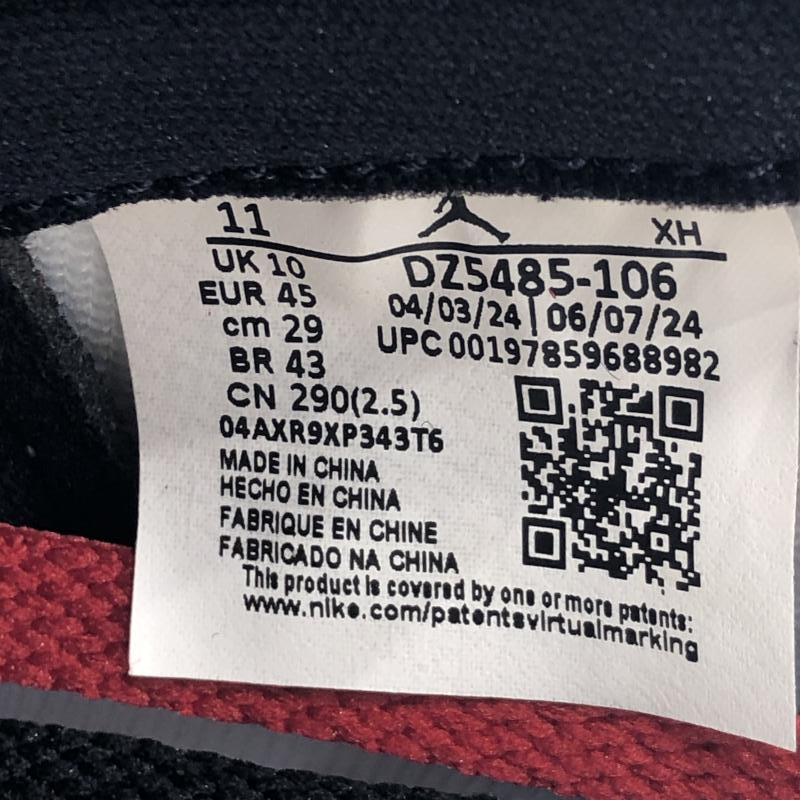 11 XH
UK 10
EUR 45
cm 29
BR 43
CN 290(2.5)
DZ5485-106
04/03/24 | 06/07/24
UPC 00197859688982
04AXR9XP343T6
MADE IN CHINA
HECHO EN CHINA
FABRIQUE EN CHINE
FABRICADO NA CHINA
This product is covered by one or more patents:
www.nike.com/patentsvirtualmarking